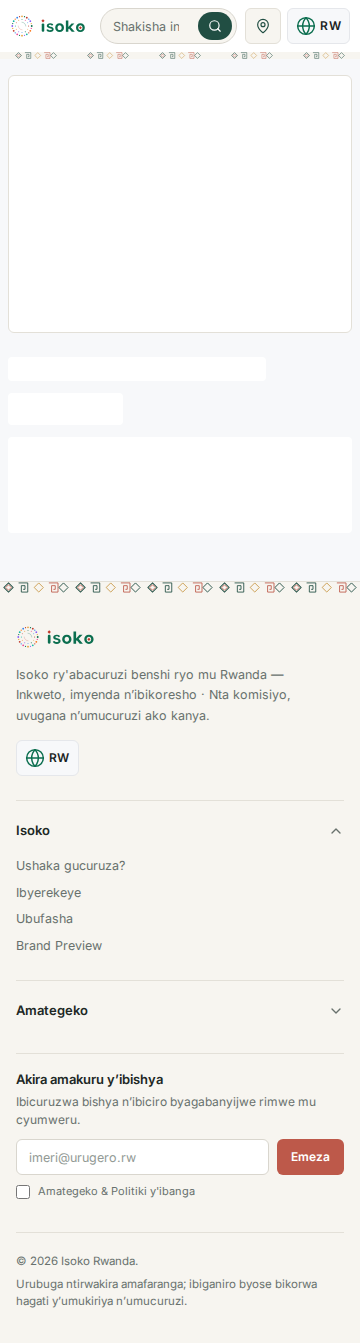 isoko
Shakisha in
RW
isoko
Isoko ry'abacuruzi benshi ryo mu Rwanda —
Inkweto, imyenda n’ibikoresho · Nta komisiyo,
uvugana n’umucuruzi ako kanya.
RW
Isoko
Ushaka gucuruza?
Ibyerekeye
Ubufasha
Brand Preview
Amategeko
Akira amakuru y’ibishya
Ibicuruzwa bishya n’ibiciro byagabanyijwe rimwe mu
cyumweru.
imeri@urugero.rw
Emeza
Amategeko & Politiki y’ibanga
© 2026 Isoko Rwanda.
Urubuga ntirwakira amafaranga; ibiganiro byose bikorwa
hagati y’umukiriya n’umucuruzi.